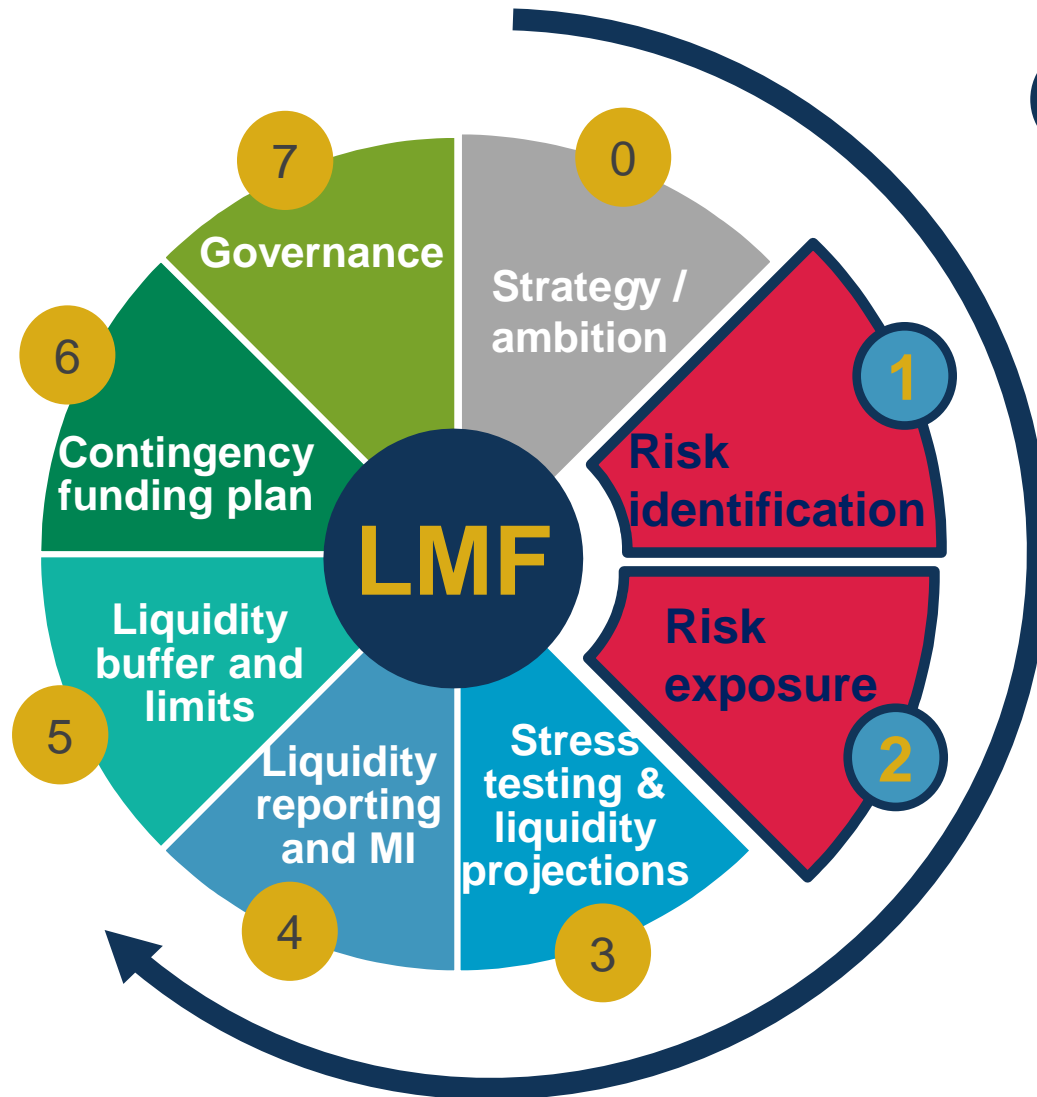 0
Strategy /
ambition
1
Risk
identification
2
Risk
exposure
3
Stress
testing &
liquidity
projections
4
Liquidity
reporting
and MI
5
Liquidity
buffer and
limits
6
Contingency
funding plan
7
Governance
LMF